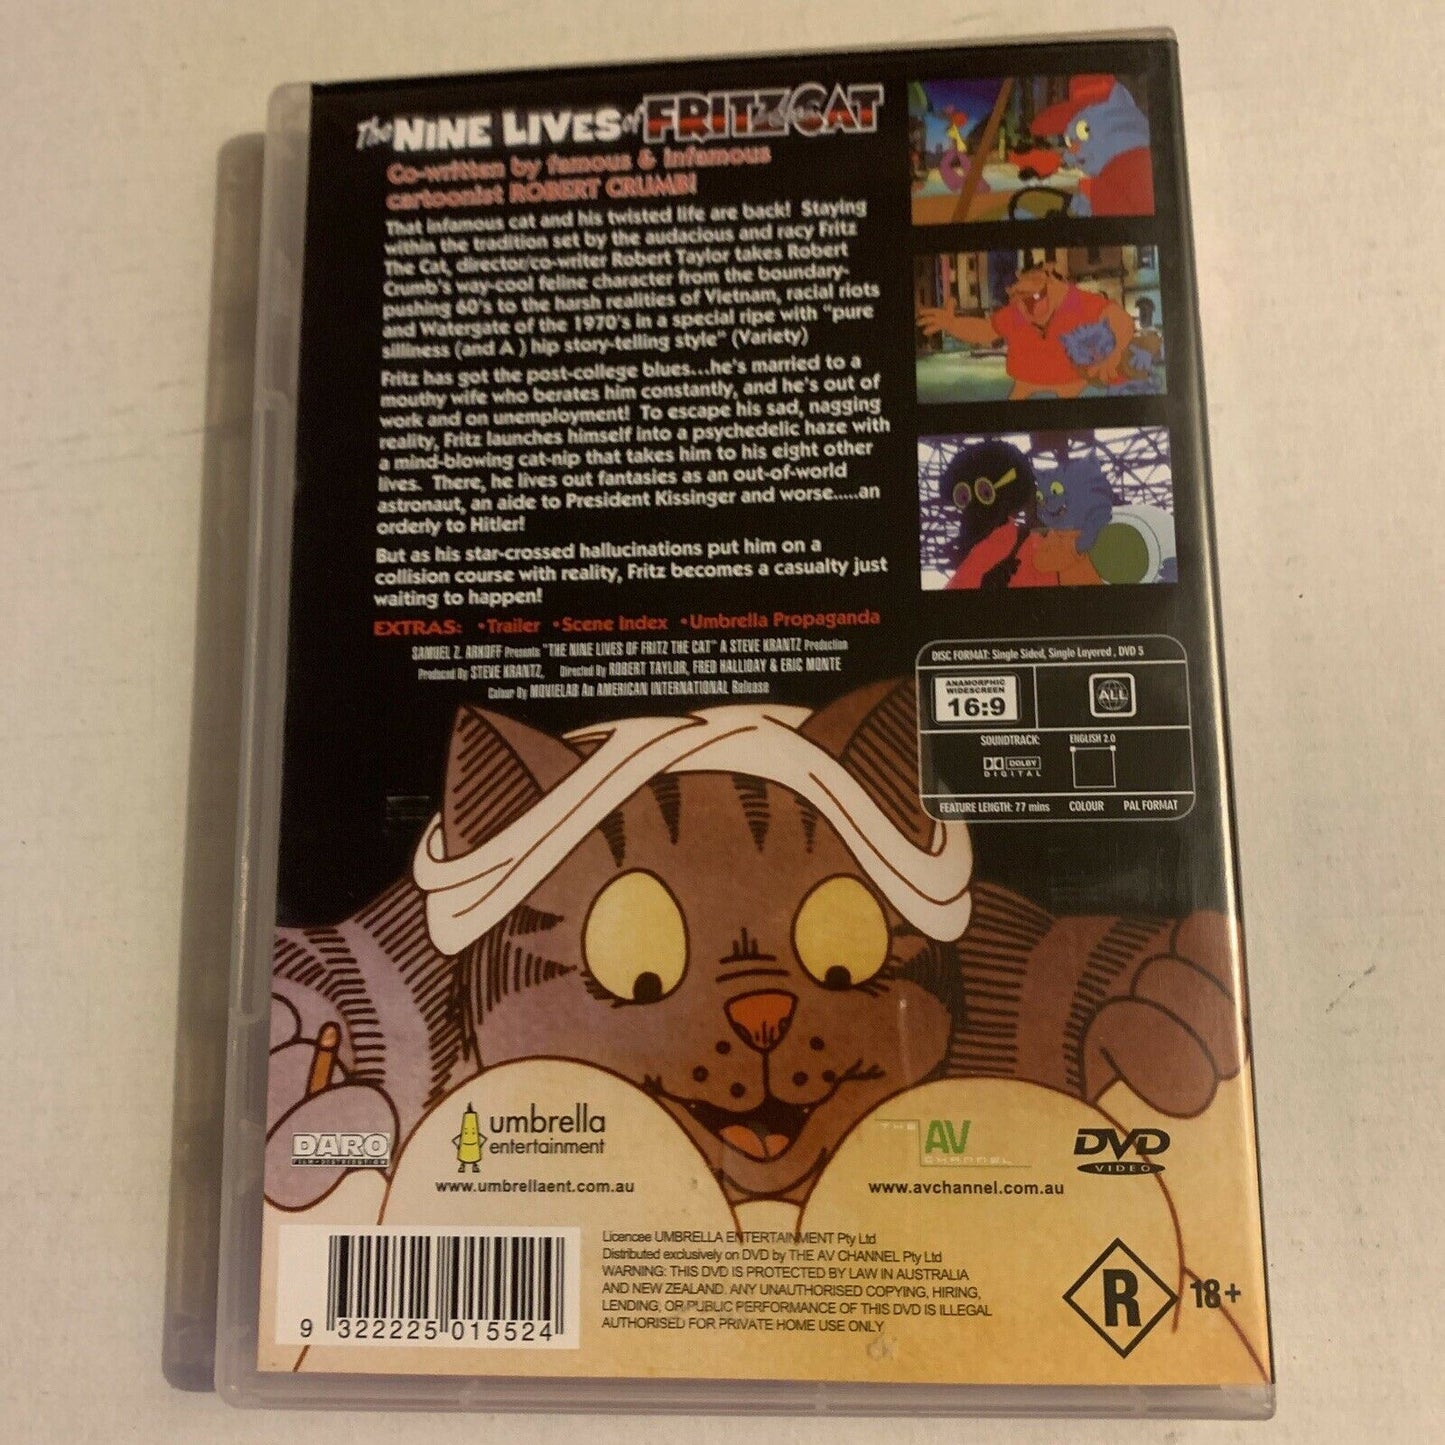 The NINE LIVES of FRITZ the CAT
Co-written by famous & infamous
cartoonist ROBERT CRUMB!
That infamous cat and his twisted life are back! Staying
within the tradition set by the audacious and racy Fritz
The Cat, director/co-writer Robert Taylor takes Robert
Crumb's way-cool feline character from the boundary-
pushing 60's to the harsh realities of Vietnam, racial riots
and Watergate of the 1970's in a special ripe with "pure
silliness (and A ) hip story-telling style" (Variety)
Fritz has got the post-college blues...he's married to a
mouthy wife who berates him constantly, and he's out of
work and on unemployment! To escape his sad, nagging
reality, Fritz launches himself into a psychedelic haze with
a mind-blowing cat-nip that takes him to his eight other
lives. There, he lives out fantasies as an out-of-world
astronaut, an aide to President Kissinger and worse.....an
orderly to Hitler!
But as his star-crossed hallucinations put him on a
collision course with reality, Fritz becomes a casualty just
waiting to happen!
EXTRAS: •Trailer •Scene Index •Umbrella Propaganda
SAMUEL Z. ARKOFF Presents "THE NINE LIVES OF FRITZ THE CAT" A STEVE KRANTZ Production
Produced By STEVE KRANTZ, Directed By ROBERT TAYLOR, FRED HALLIDAY & ERIC MONTE
Colour By MOVIELAB An AMERICAN INTERNATIONAL Release
DISC FORMAT: Single Sided, Single Layered , DVD 5
ANAMORPHIC
WIDESCREEN
16:9
ALL
SOUNDTRACK:
ENGLISH 2.0
DOLBY
DIGITAL
FEATURE LENGTH: 77 mins COLOUR PAL FORMAT
DARO
FILM DISTRIBUTION
umbrella
entertainment
www.umbrellaent.com.au
THE
AV
CHANNEL
www.avchannel.com.au
DVD
VIDEO
9 322225 015524
Licencee UMBRELLA ENTERTAINMENT Pty Ltd
Distributed exclusively on DVD by THE AV CHANNEL Pty Ltd
WARNING: THIS DVD IS PROTECTED BY LAW IN AUSTRALIA
AND NEW ZEALAND. ANY UNAUTHORISED COPYING, HIRING,
LENDING, OR PUBLIC PERFORMANCE OF THIS DVD IS ILLEGAL
AUTHORISED FOR PRIVATE HOME USE ONLY
R 18+